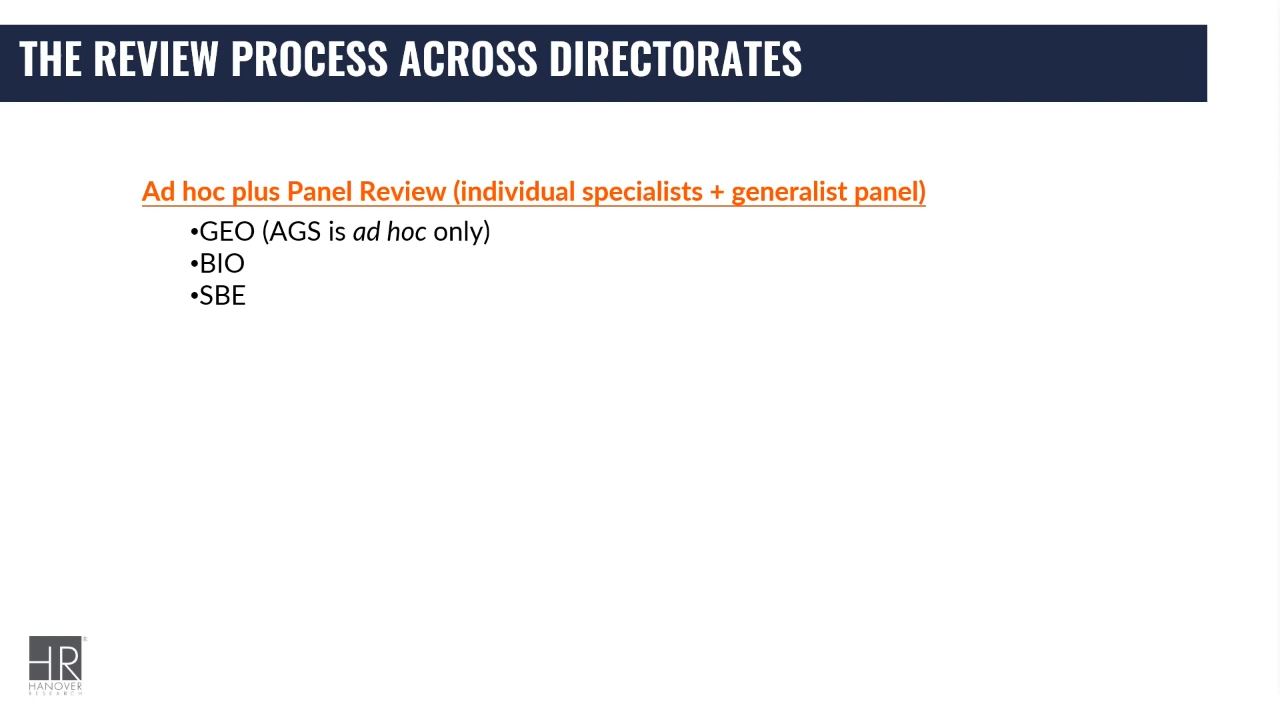 THE REVIEW PROCESS ACROSS DIRECTORATES
Ad hoc plus Panel Review (individual specialists + generalist panel)
•GEO (AGS is ad hoc only)
•BIO
•SBE
HR®
HANOVER
RESEARCH